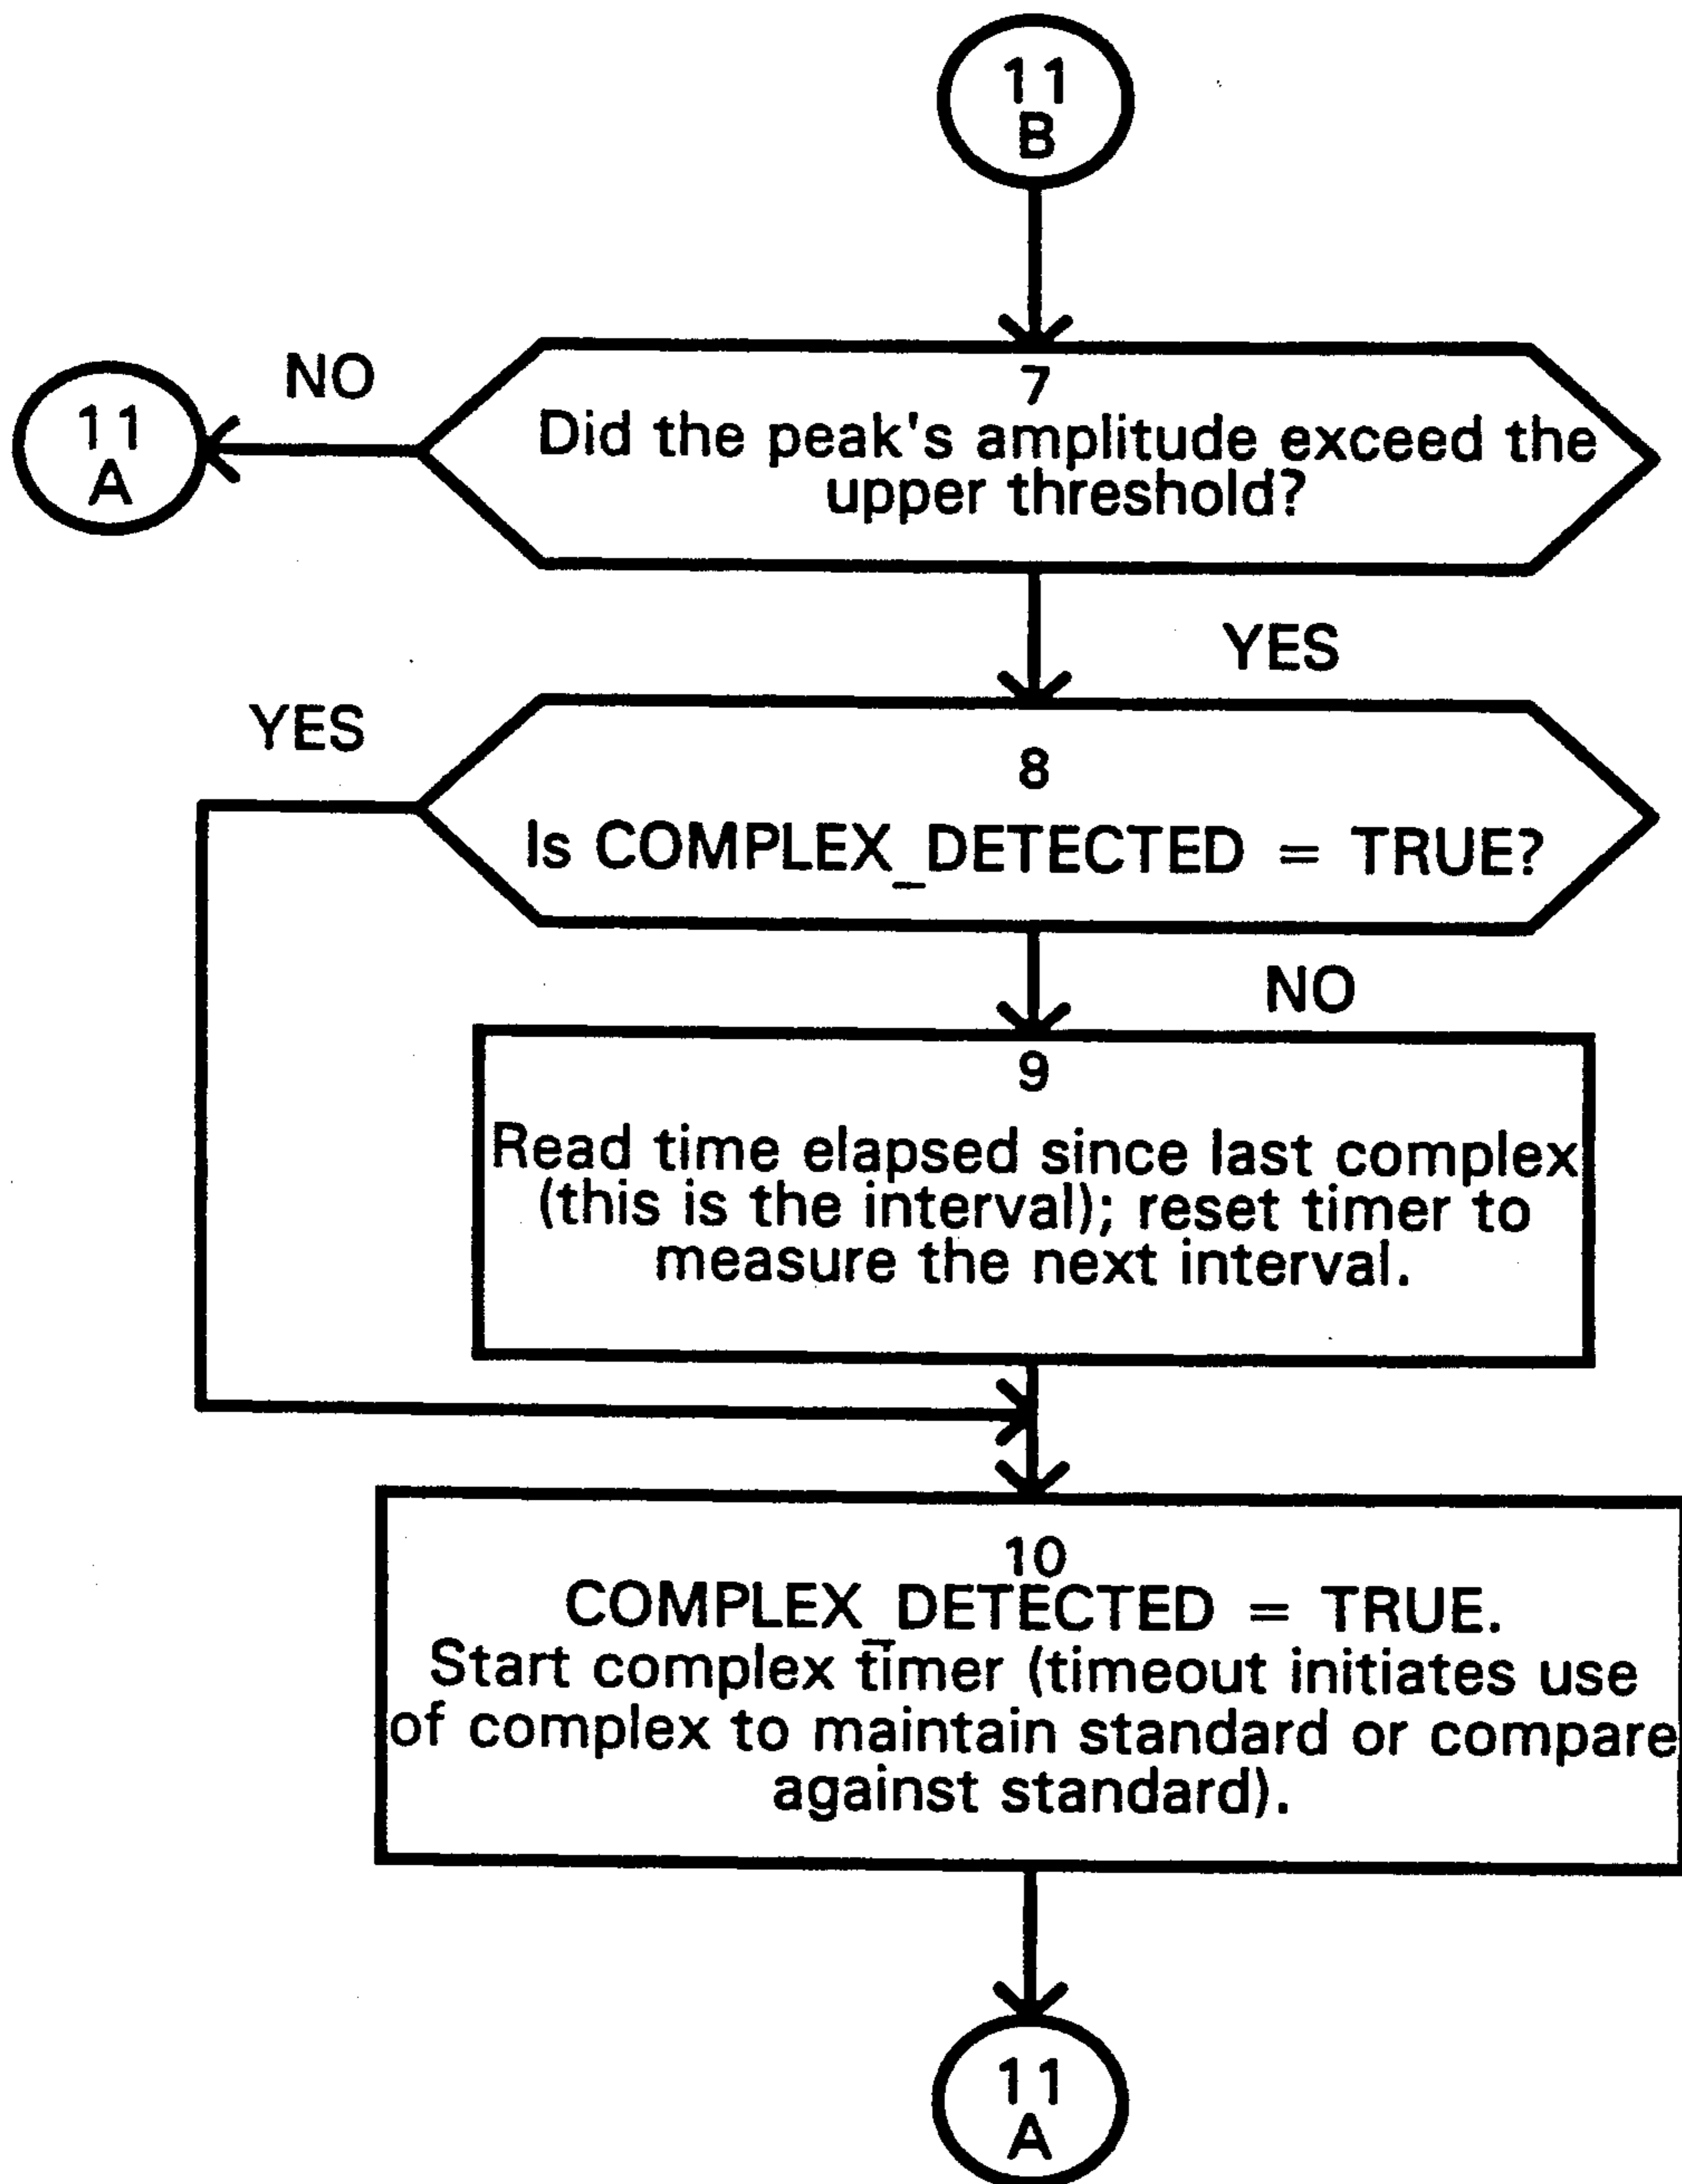 11
B
NO
11
A
7
Did the peak's amplitude exceed the
upper threshold?
YES
YES
8
Is COMPLEX_DETECTED = TRUE?
NO
9
Read time elapsed since last complex
(this is the interval); reset timer to
measure the next interval.
10
COMPLEX_DETECTED = TRUE.
Start complex timer (timeout initiates use
of complex to maintain standard or compare
against standard).
11
A